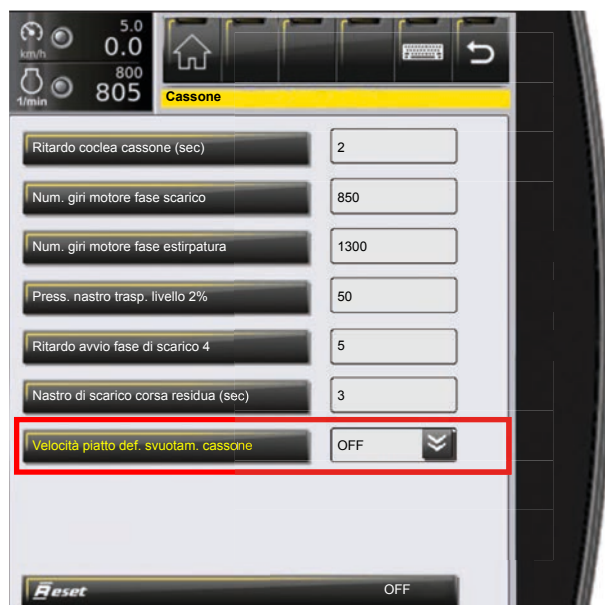 5.0
km/h 0.0
800
1/min 805
Cassone
Ritardo coclea cassone (sec) 2
Num. giri motore fase scarico 850
Num. giri motore fase estirpatura 1300
Press. nastro trasp. livello 2% 50
Ritardo avvio fase di scarico 4 5
Nastro di scarico corsa residua (sec) 3
Velocità piatto def. svuotam. cassone OFF
Reset OFF